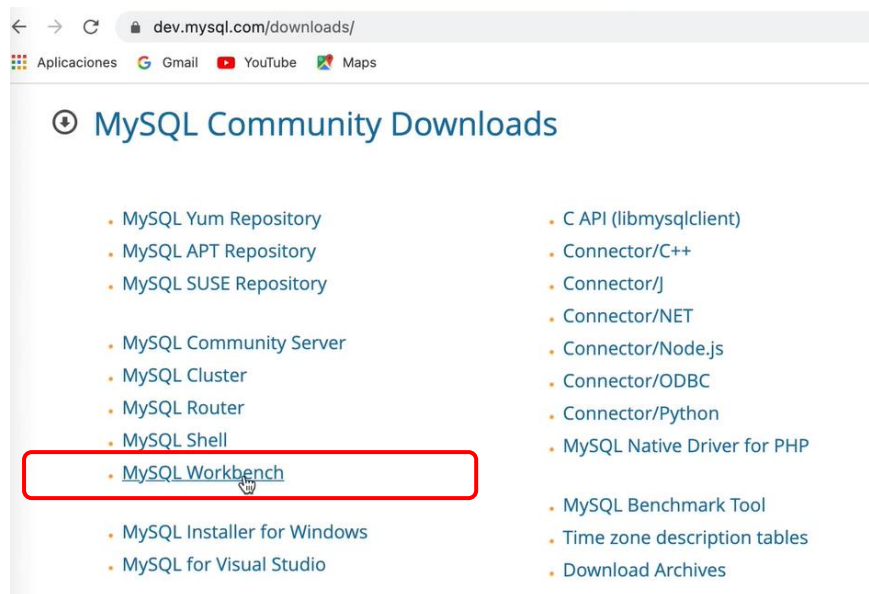 dev.mysql.com/downloads/
Aplicaciones Gmail YouTube Maps
MySQL Community Downloads
MySQL Yum Repository
MySQL APT Repository
MySQL SUSE Repository
MySQL Community Server
MySQL Cluster
MySQL Router
MySQL Shell
MySQL Workbench
MySQL Installer for Windows
MySQL for Visual Studio
C API (libmysqlclient)
Connector/C++
Connector/J
Connector/NET
Connector/Node.js
Connector/ODBC
Connector/Python
MySQL Native Driver for PHP
MySQL Benchmark Tool
Time zone description tables
Download Archives